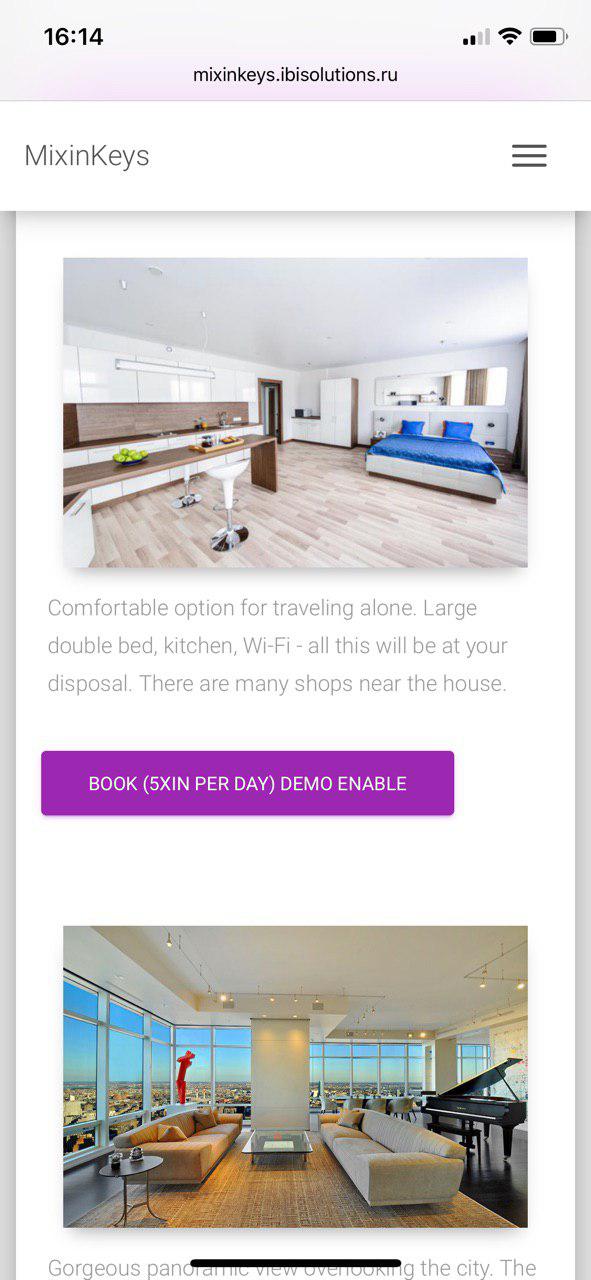 16:14
mixinkeys.ibisolutions.ru
MixinKeys
Comfortable option for traveling alone. Large
double bed, kitchen, Wi-Fi - all this will be at your
disposal. There are many shops near the house.
BOOK (5XIN PER DAY) DEMO ENABLE
Gorgeous panoramic view overlooking the city. The